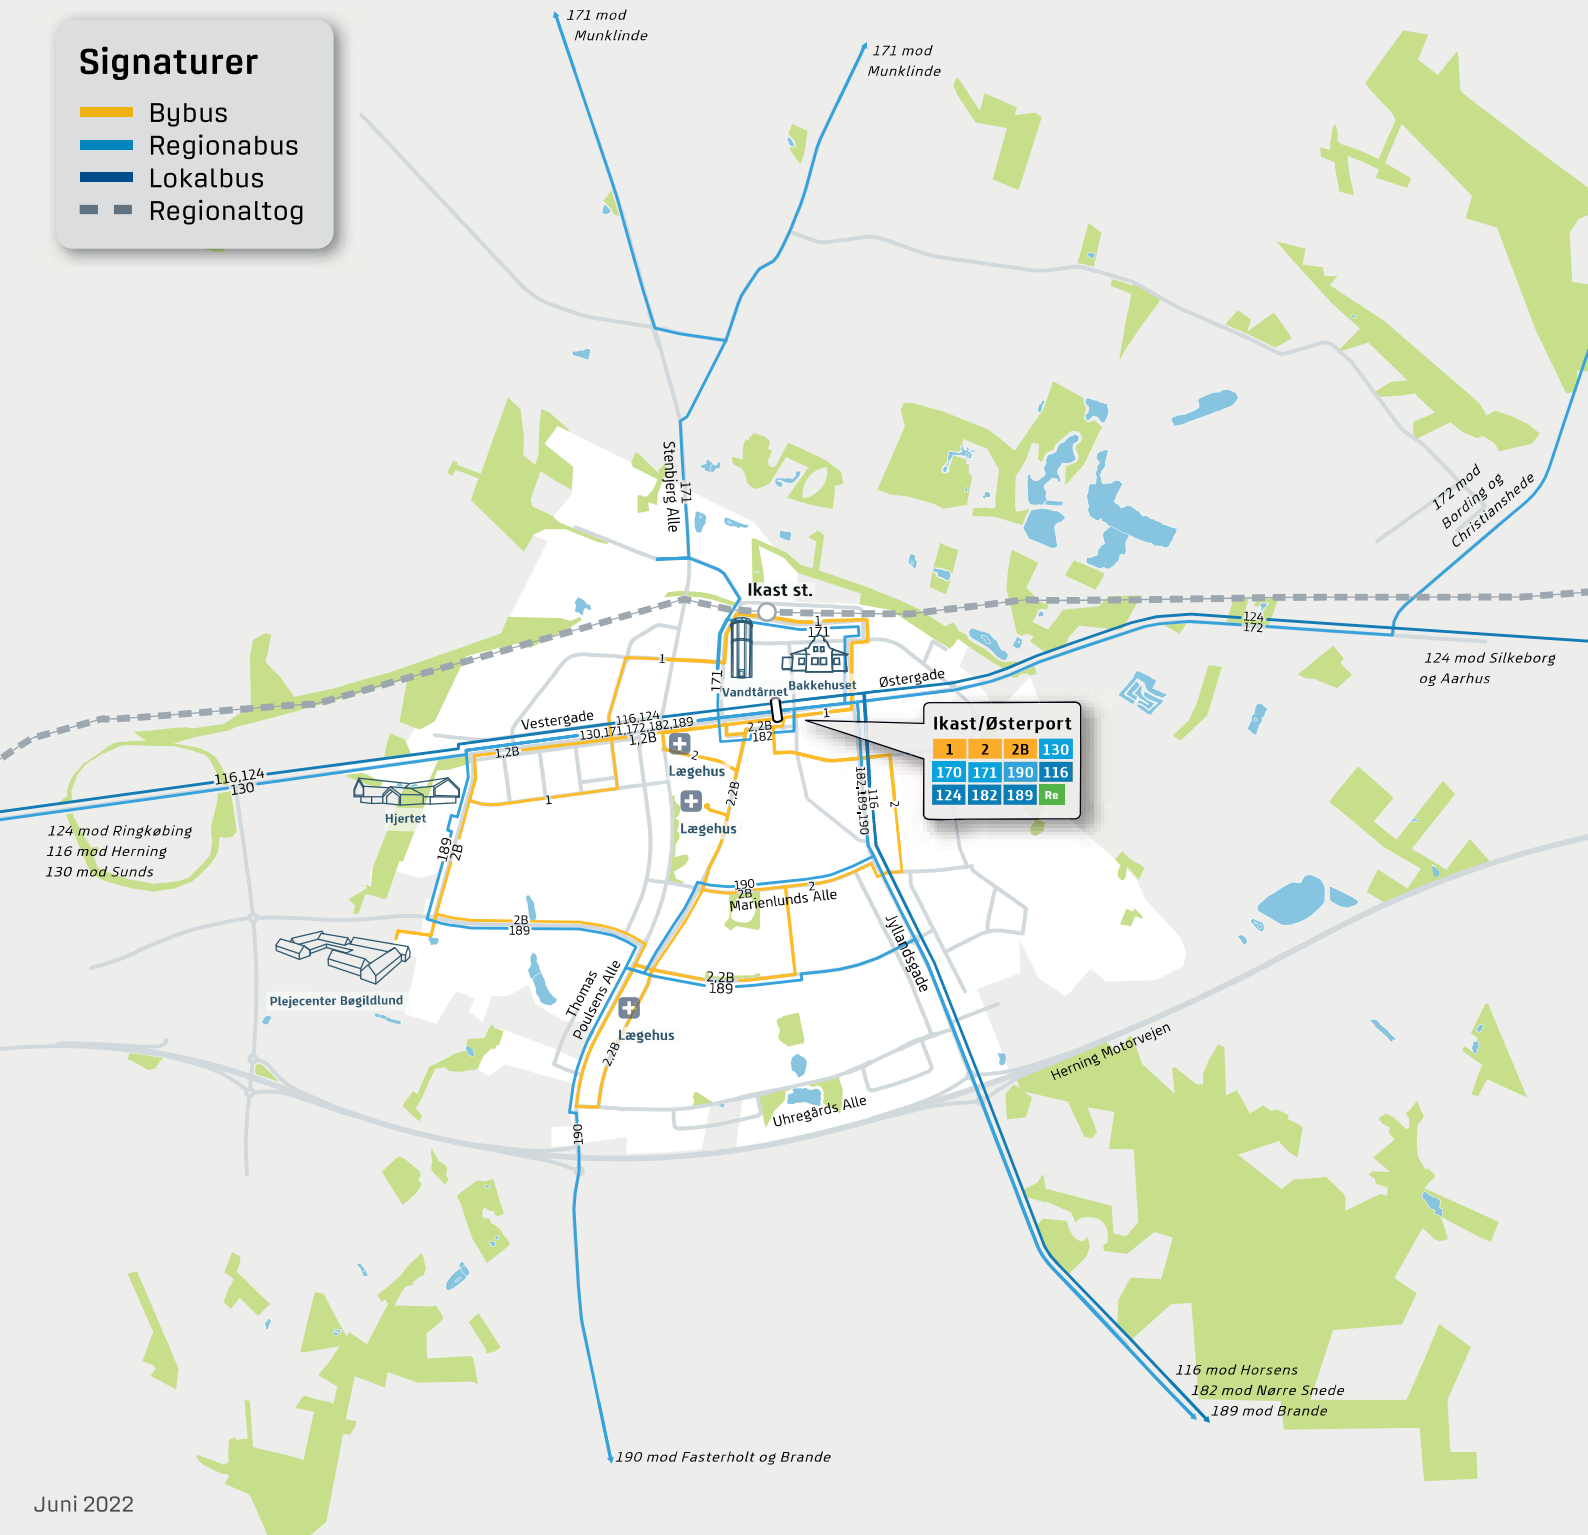 Signaturer
Bybus
Regionabus
Lokalbus
Regionaltog
171 mod
Munklinde
171 mod
Munklinde
172 mod
Bording og
Christianshede
Stenbjerg Alle
171
Ikast st.
1
171
1
171
Vandtårnet
Bakkehuset
Østergade
124
172
124 mod Silkeborg
og Aarhus
Vestergade
116,124
130,171,172,182,189
1,2B
1,2B
2,2B
182
1
Ikast/Østerport
1 2 2B 130
170 171 190 116
124 182 189 Re
116,124
130
124 mod Ringkøbing
116 mod Herning
130 mod Sunds
Hjertet
Lægehus
2
Lægehus
2,2B
1
182,189,190
116
2
189
2B
190
2B
2
Marienlunds Alle
2B
189
Jyllandsgade
Plejecenter Bøgildlund
Thomas
Poulsens Alle
2,2B
189
Lægehus
2,2B
Herning Motorvejen
Uhregårds Alle
190
116 mod Horsens
182 mod Nørre Snede
189 mod Brande
190 mod Fasterholt og Brande
Juni 2022